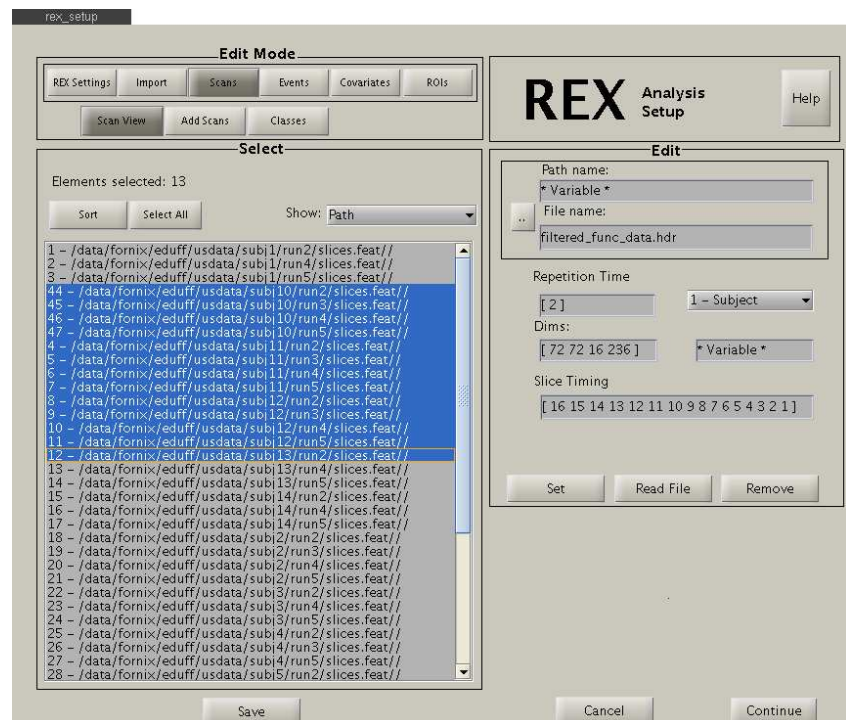 rex_setup
Edit Mode
REX Settings Import Scans Events Covariates ROIs
Scan View Add Scans Classes
REX Analysis Setup
Help
Select
Elements selected: 13
Sort Select All Show: Path
1 - /data/fornix/eduff/usdata/subj1/run2/slices.feat//
2 - /data/fornix/eduff/usdata/subj1/run4/slices.feat//
3 - /data/fornix/eduff/usdata/subj1/run5/slices.feat//
44 - /data/fornix/eduff/usdata/subj10/run2/slices.feat//
45 - /data/fornix/eduff/usdata/subj10/run3/slices.feat//
46 - /data/fornix/eduff/usdata/subj10/run4/slices.feat//
47 - /data/fornix/eduff/usdata/subj10/run5/slices.feat//
4 - /data/fornix/eduff/usdata/subj11/run2/slices.feat//
5 - /data/fornix/eduff/usdata/subj11/run3/slices.feat//
6 - /data/fornix/eduff/usdata/subj11/run4/slices.feat//
7 - /data/fornix/eduff/usdata/subj11/run5/slices.feat//
8 - /data/fornix/eduff/usdata/subj12/run2/slices.feat//
9 - /data/fornix/eduff/usdata/subj12/run3/slices.feat//
10 - /data/fornix/eduff/usdata/subj12/run4/slices.feat//
11 - /data/fornix/eduff/usdata/subj12/run5/slices.feat//
12 - /data/fornix/eduff/usdata/subj13/run2/slices.feat//
13 - /data/fornix/eduff/usdata/subj13/run4/slices.feat//
14 - /data/fornix/eduff/usdata/subj13/run5/slices.feat//
15 - /data/fornix/eduff/usdata/subj14/run2/slices.feat//
16 - /data/fornix/eduff/usdata/subj14/run4/slices.feat//
17 - /data/fornix/eduff/usdata/subj14/run5/slices.feat//
18 - /data/fornix/eduff/usdata/subj2/run2/slices.feat//
19 - /data/fornix/eduff/usdata/subj2/run3/slices.feat//
20 - /data/fornix/eduff/usdata/subj2/run4/slices.feat//
21 - /data/fornix/eduff/usdata/subj2/run5/slices.feat//
22 - /data/fornix/eduff/usdata/subj3/run2/slices.feat//
23 - /data/fornix/eduff/usdata/subj3/run4/slices.feat//
24 - /data/fornix/eduff/usdata/subj3/run5/slices.feat//
25 - /data/fornix/eduff/usdata/subj4/run2/slices.feat//
26 - /data/fornix/eduff/usdata/subj4/run3/slices.feat//
27 - /data/fornix/eduff/usdata/subj4/run5/slices.feat//
28 - /data/fornix/eduff/usdata/subj5/run2/slices.feat//
Save
Edit
Path name:
* Variable *
.. File name:
filtered_func_data.hdr
Repetition Time
[ 2 ] 1 - Subject
Dims:
[ 72 72 16 236 ] * Variable *
Slice Timing
[ 16 15 14 13 12 11 10 9 8 7 6 5 4 3 2 1 ]
Set Read File Remove
Cancel Continue